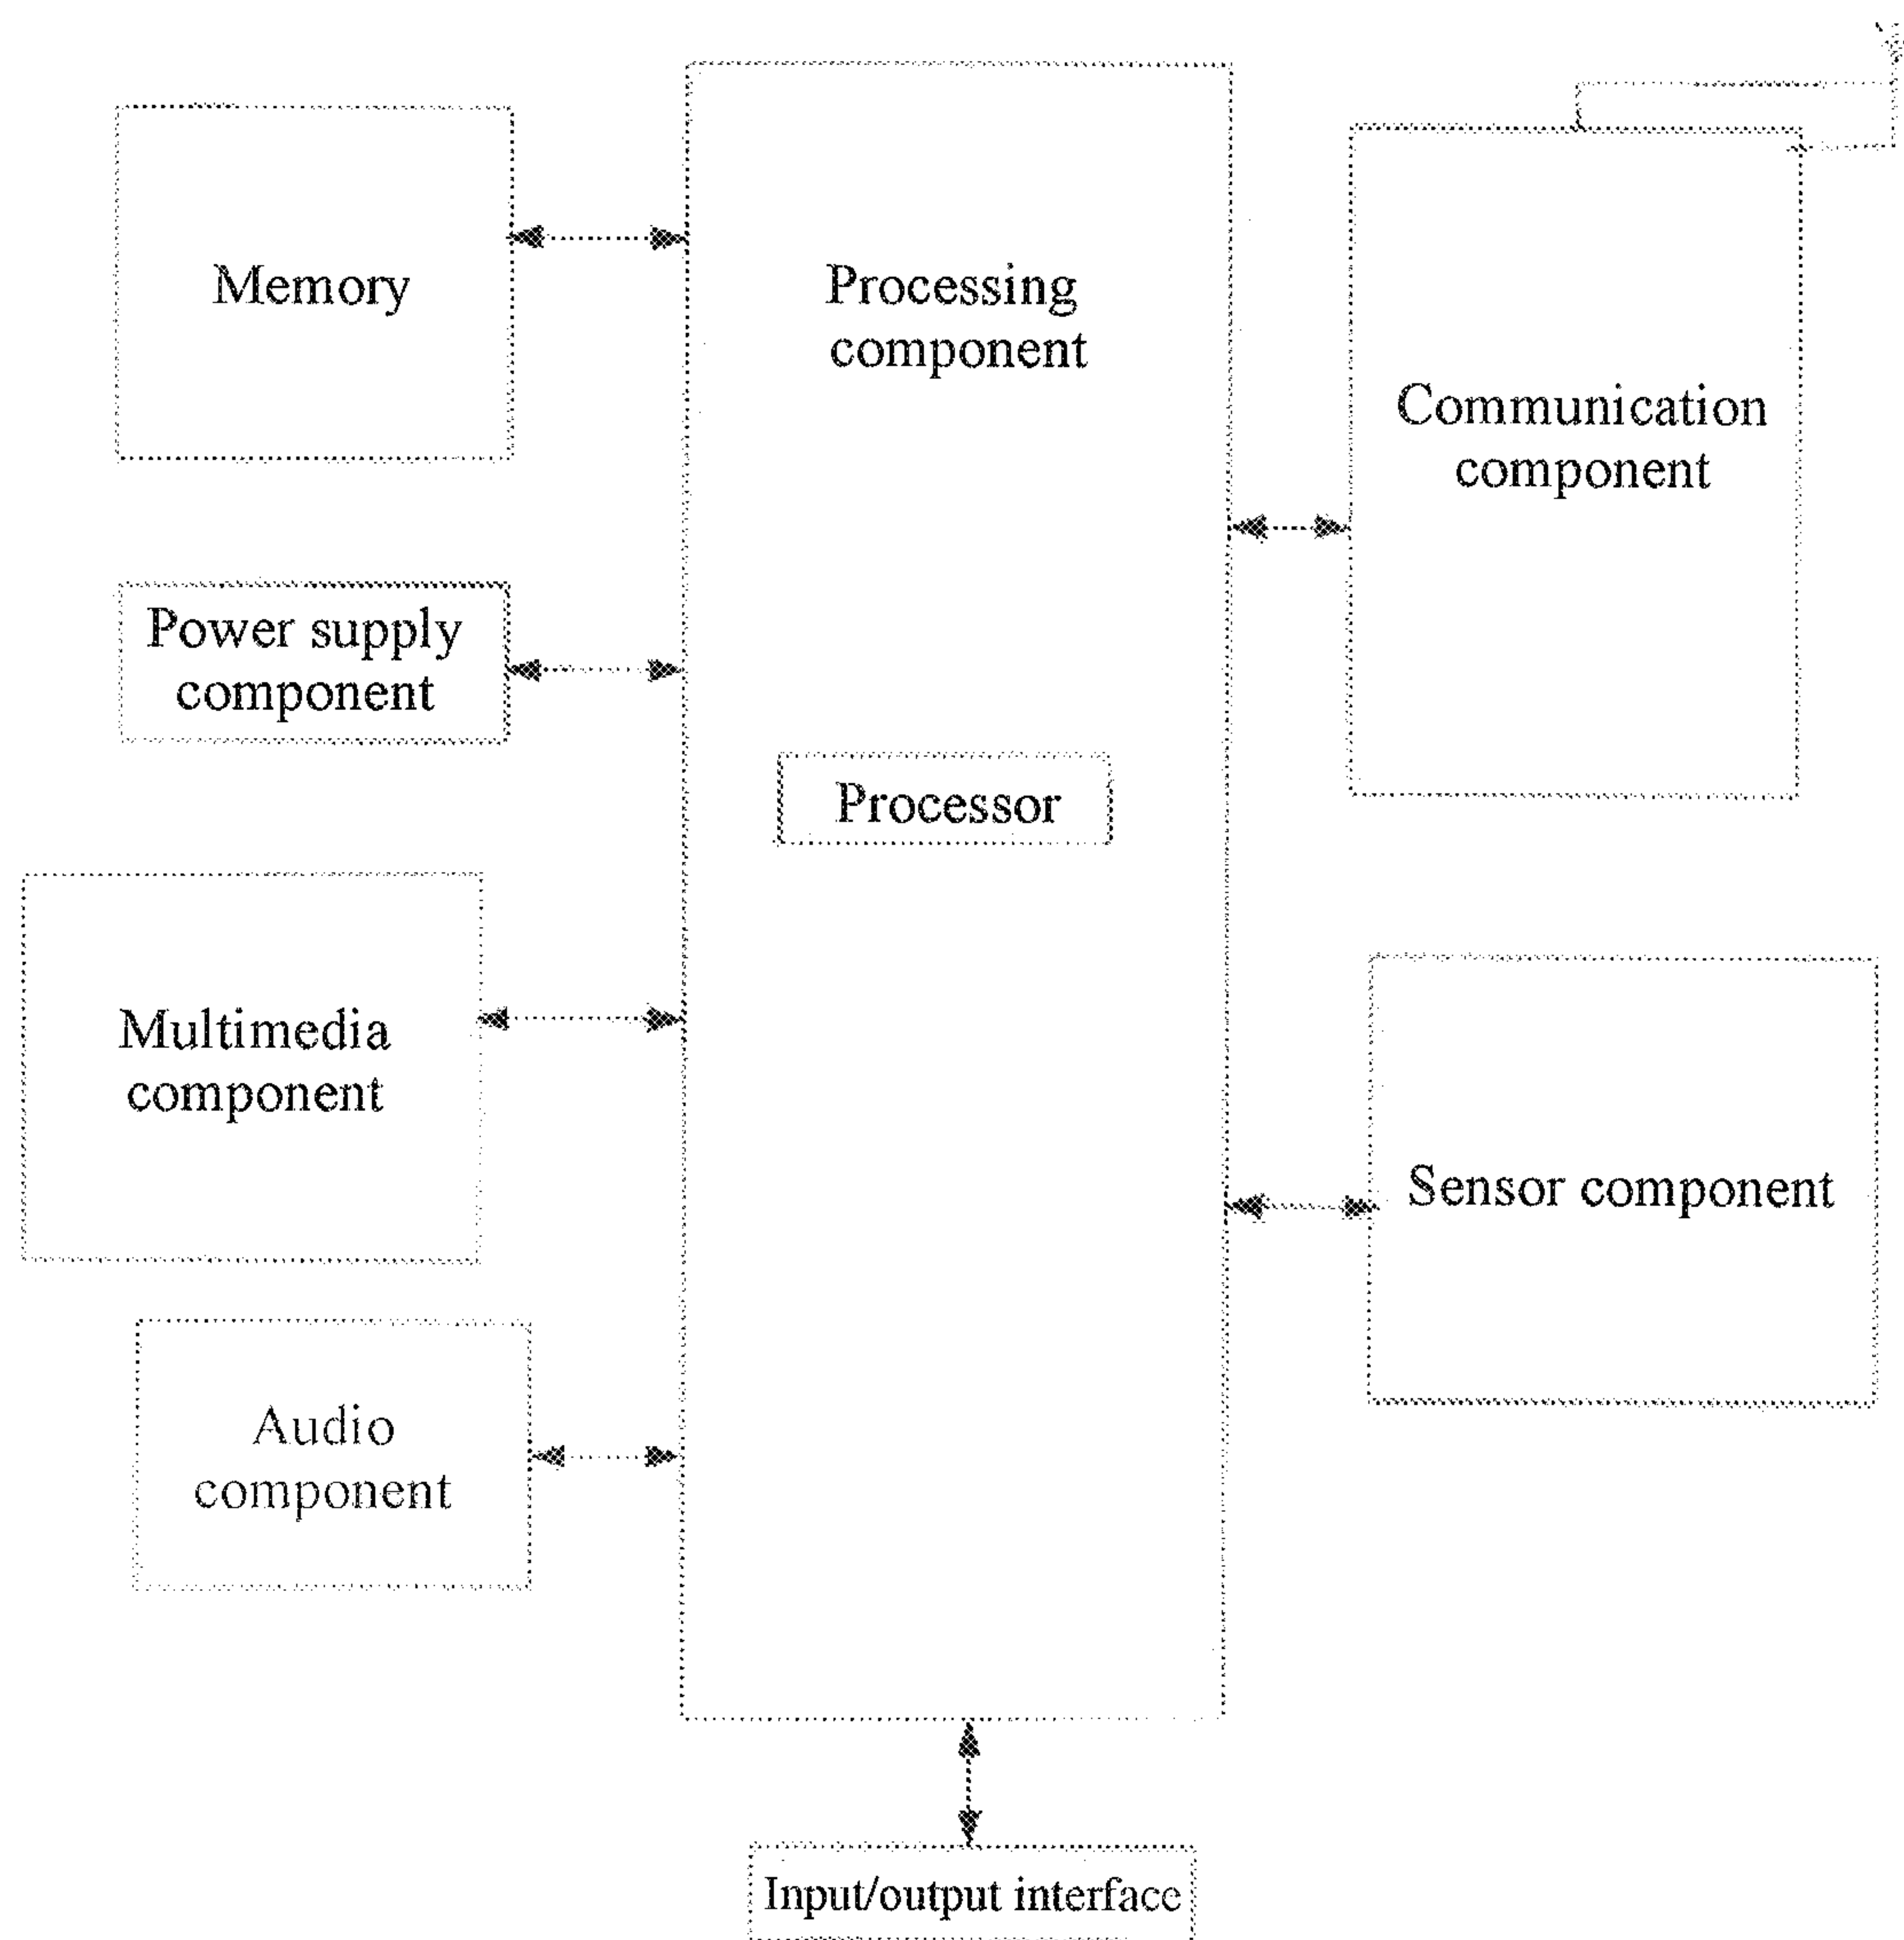 Memory
Processing
component
Communication
component
Power supply
component
Processor
Multimedia
component
Sensor component
Audio
component
Input/output interface